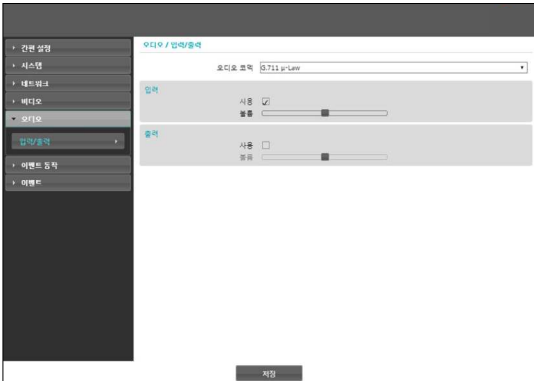 간편 설정
시스템
네트워크
비디오
오디오
입력/출력
이벤트 동작
이벤트
오디오 / 입력/출력
오디오 코덱 G.711 μ-Law
입력
사용
볼륨
출력
사용
볼륨
저장